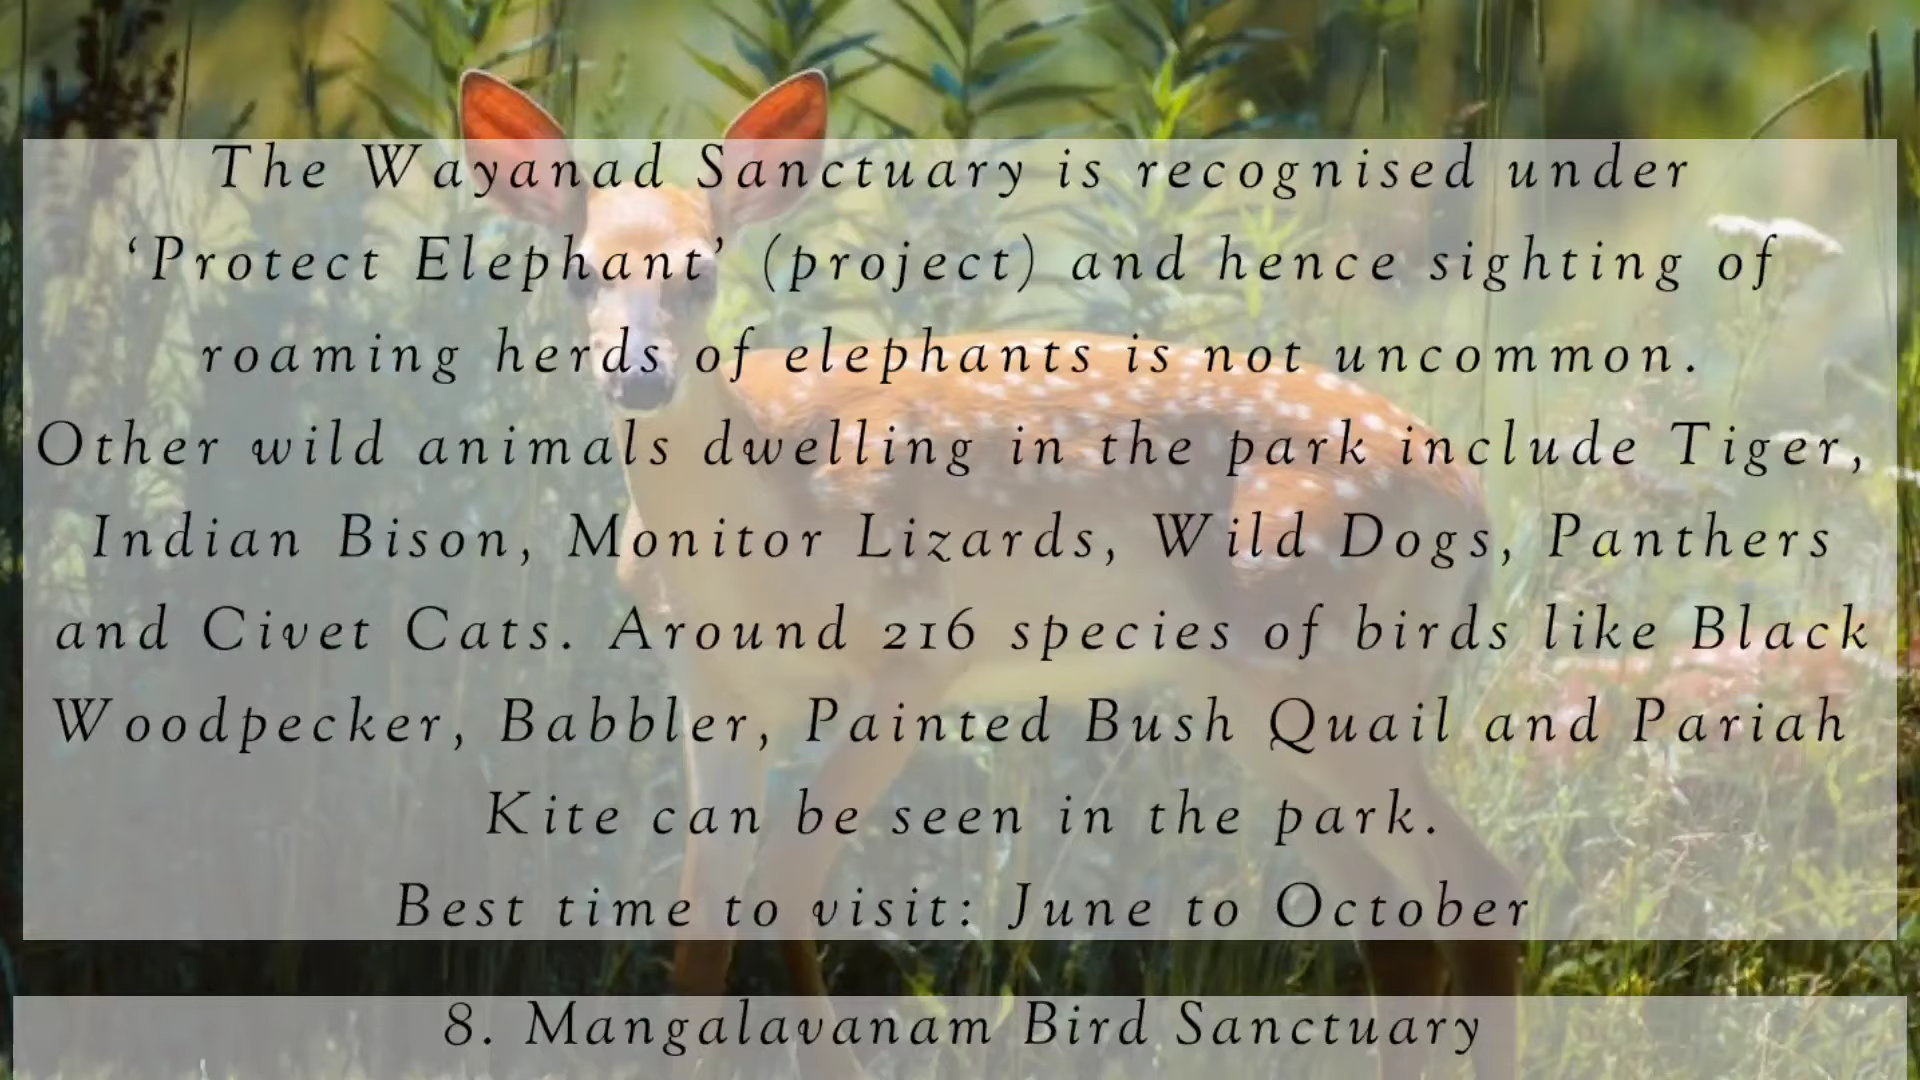 The Wayanad Sanctuary is recognised under
‘Protect Elephant’ (project) and hence sighting of
roaming herds of elephants is not uncommon.
Other wild animals dwelling in the park include Tiger,
Indian Bison, Monitor Lizards, Wild Dogs, Panthers
and Civet Cats. Around 216 species of birds like Black
Woodpecker, Babbler, Painted Bush Quail and Pariah
Kite can be seen in the park.
Best time to visit: June to October
8. Mangalavanam Bird Sanctuary